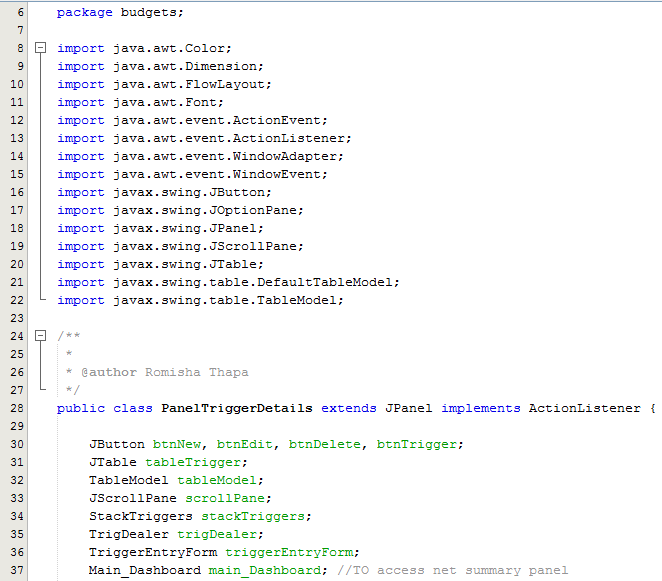 6 package budgets;
7
8 import java.awt.Color;
9 import java.awt.Dimension;
10 import java.awt.FlowLayout;
11 import java.awt.Font;
12 import java.awt.event.ActionEvent;
13 import java.awt.event.ActionListener;
14 import java.awt.event.WindowAdapter;
15 import java.awt.event.WindowEvent;
16 import javax.swing.JButton;
17 import javax.swing.JOptionPane;
18 import javax.swing.JPanel;
19 import javax.swing.JScrollPane;
20 import javax.swing.JTable;
21 import javax.swing.table.DefaultTableModel;
22 import javax.swing.table.TableModel;
23
24 /**
25 *
26 * @author Romisha Thapa
27 */
28 public class PanelTriggerDetails extends JPanel implements ActionListener {
29
30 JButton btnNew, btnEdit, btnDelete, btnTrigger;
31 JTable tableTrigger;
32 TableModel tableModel;
33 JScrollPane scrollPane;
34 StackTriggers stackTriggers;
35 TrigDealer trigDealer;
36 TriggerEntryForm triggerEntryForm;
37 Main_Dashboard main_Dashboard; //TO access net summary panel